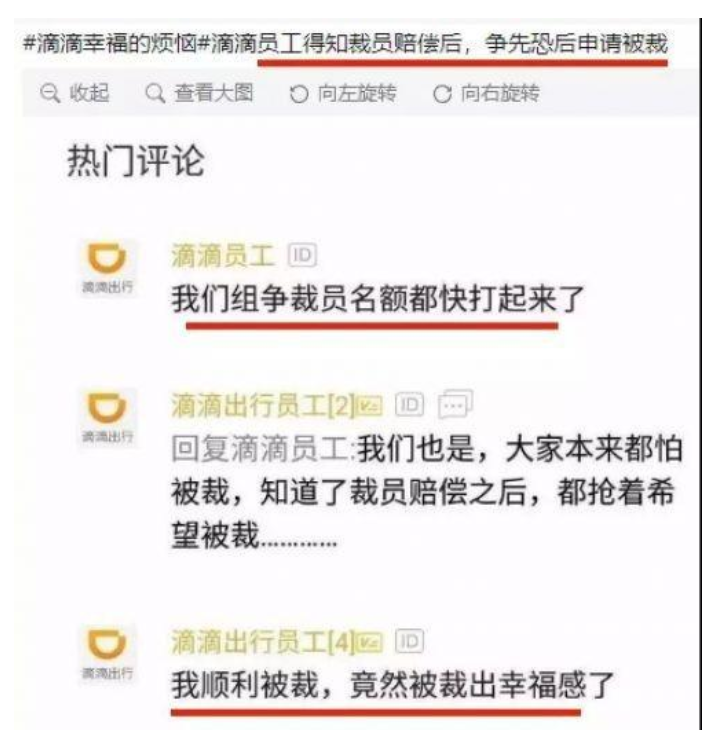 #滴滴幸福的烦恼#滴滴员工得知裁员赔偿后，争先恐后申请被裁
收起 查看大图 向左旋转 向右旋转
热门评论
滴滴员工 ID
滴滴出行
我们组争裁员名额都快打起来了
滴滴出行员工[2] V ID
滴滴出行
回复滴滴员工:我们也是，大家本来都怕
被裁，知道了裁员赔偿之后，都抢着希
望被裁…………
滴滴出行员工[4] V ID
滴滴出行
我顺利被裁，竟然被裁出幸福感了